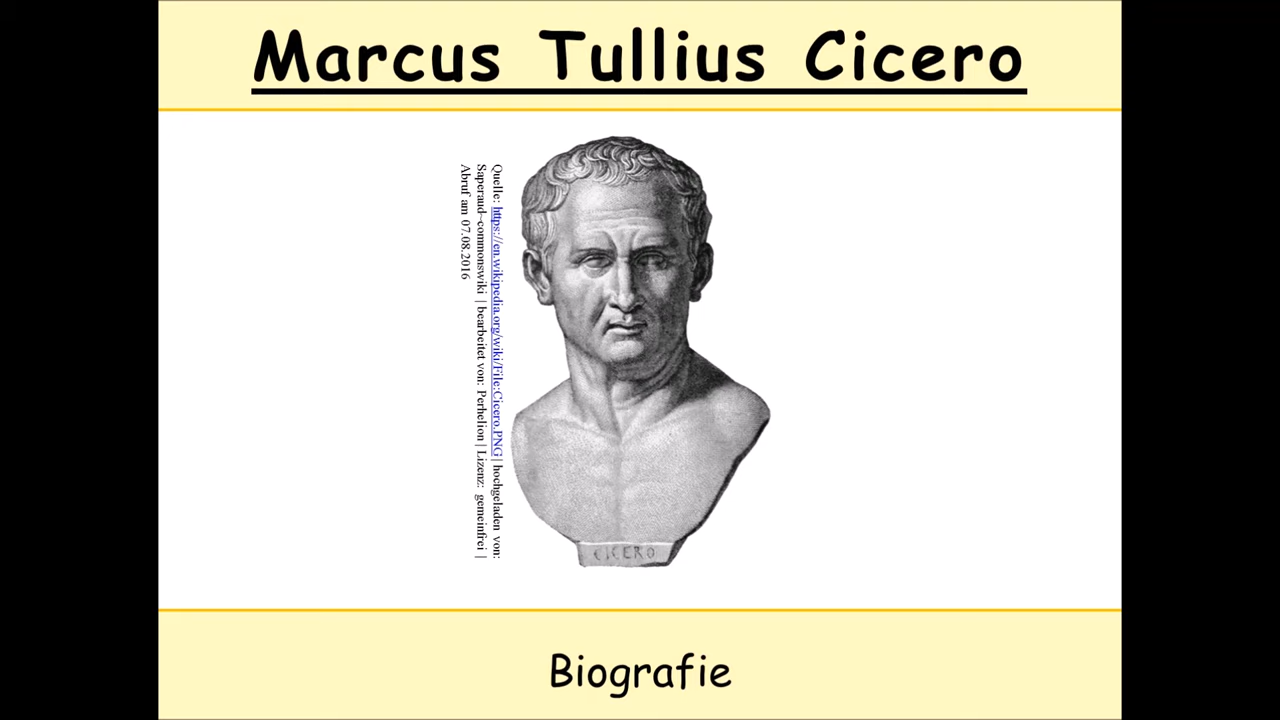 Marcus Tullius Cicero
Quelle: https://en.wikipedia.org/wiki/File:Cicero.PNG | hochgeladen von:
Saperaud~commonswiki | bearbeitet von: Perhelion | Lizenz: gemeinfrei |
Abruf am 07.08.2016
CICERO
Biografie